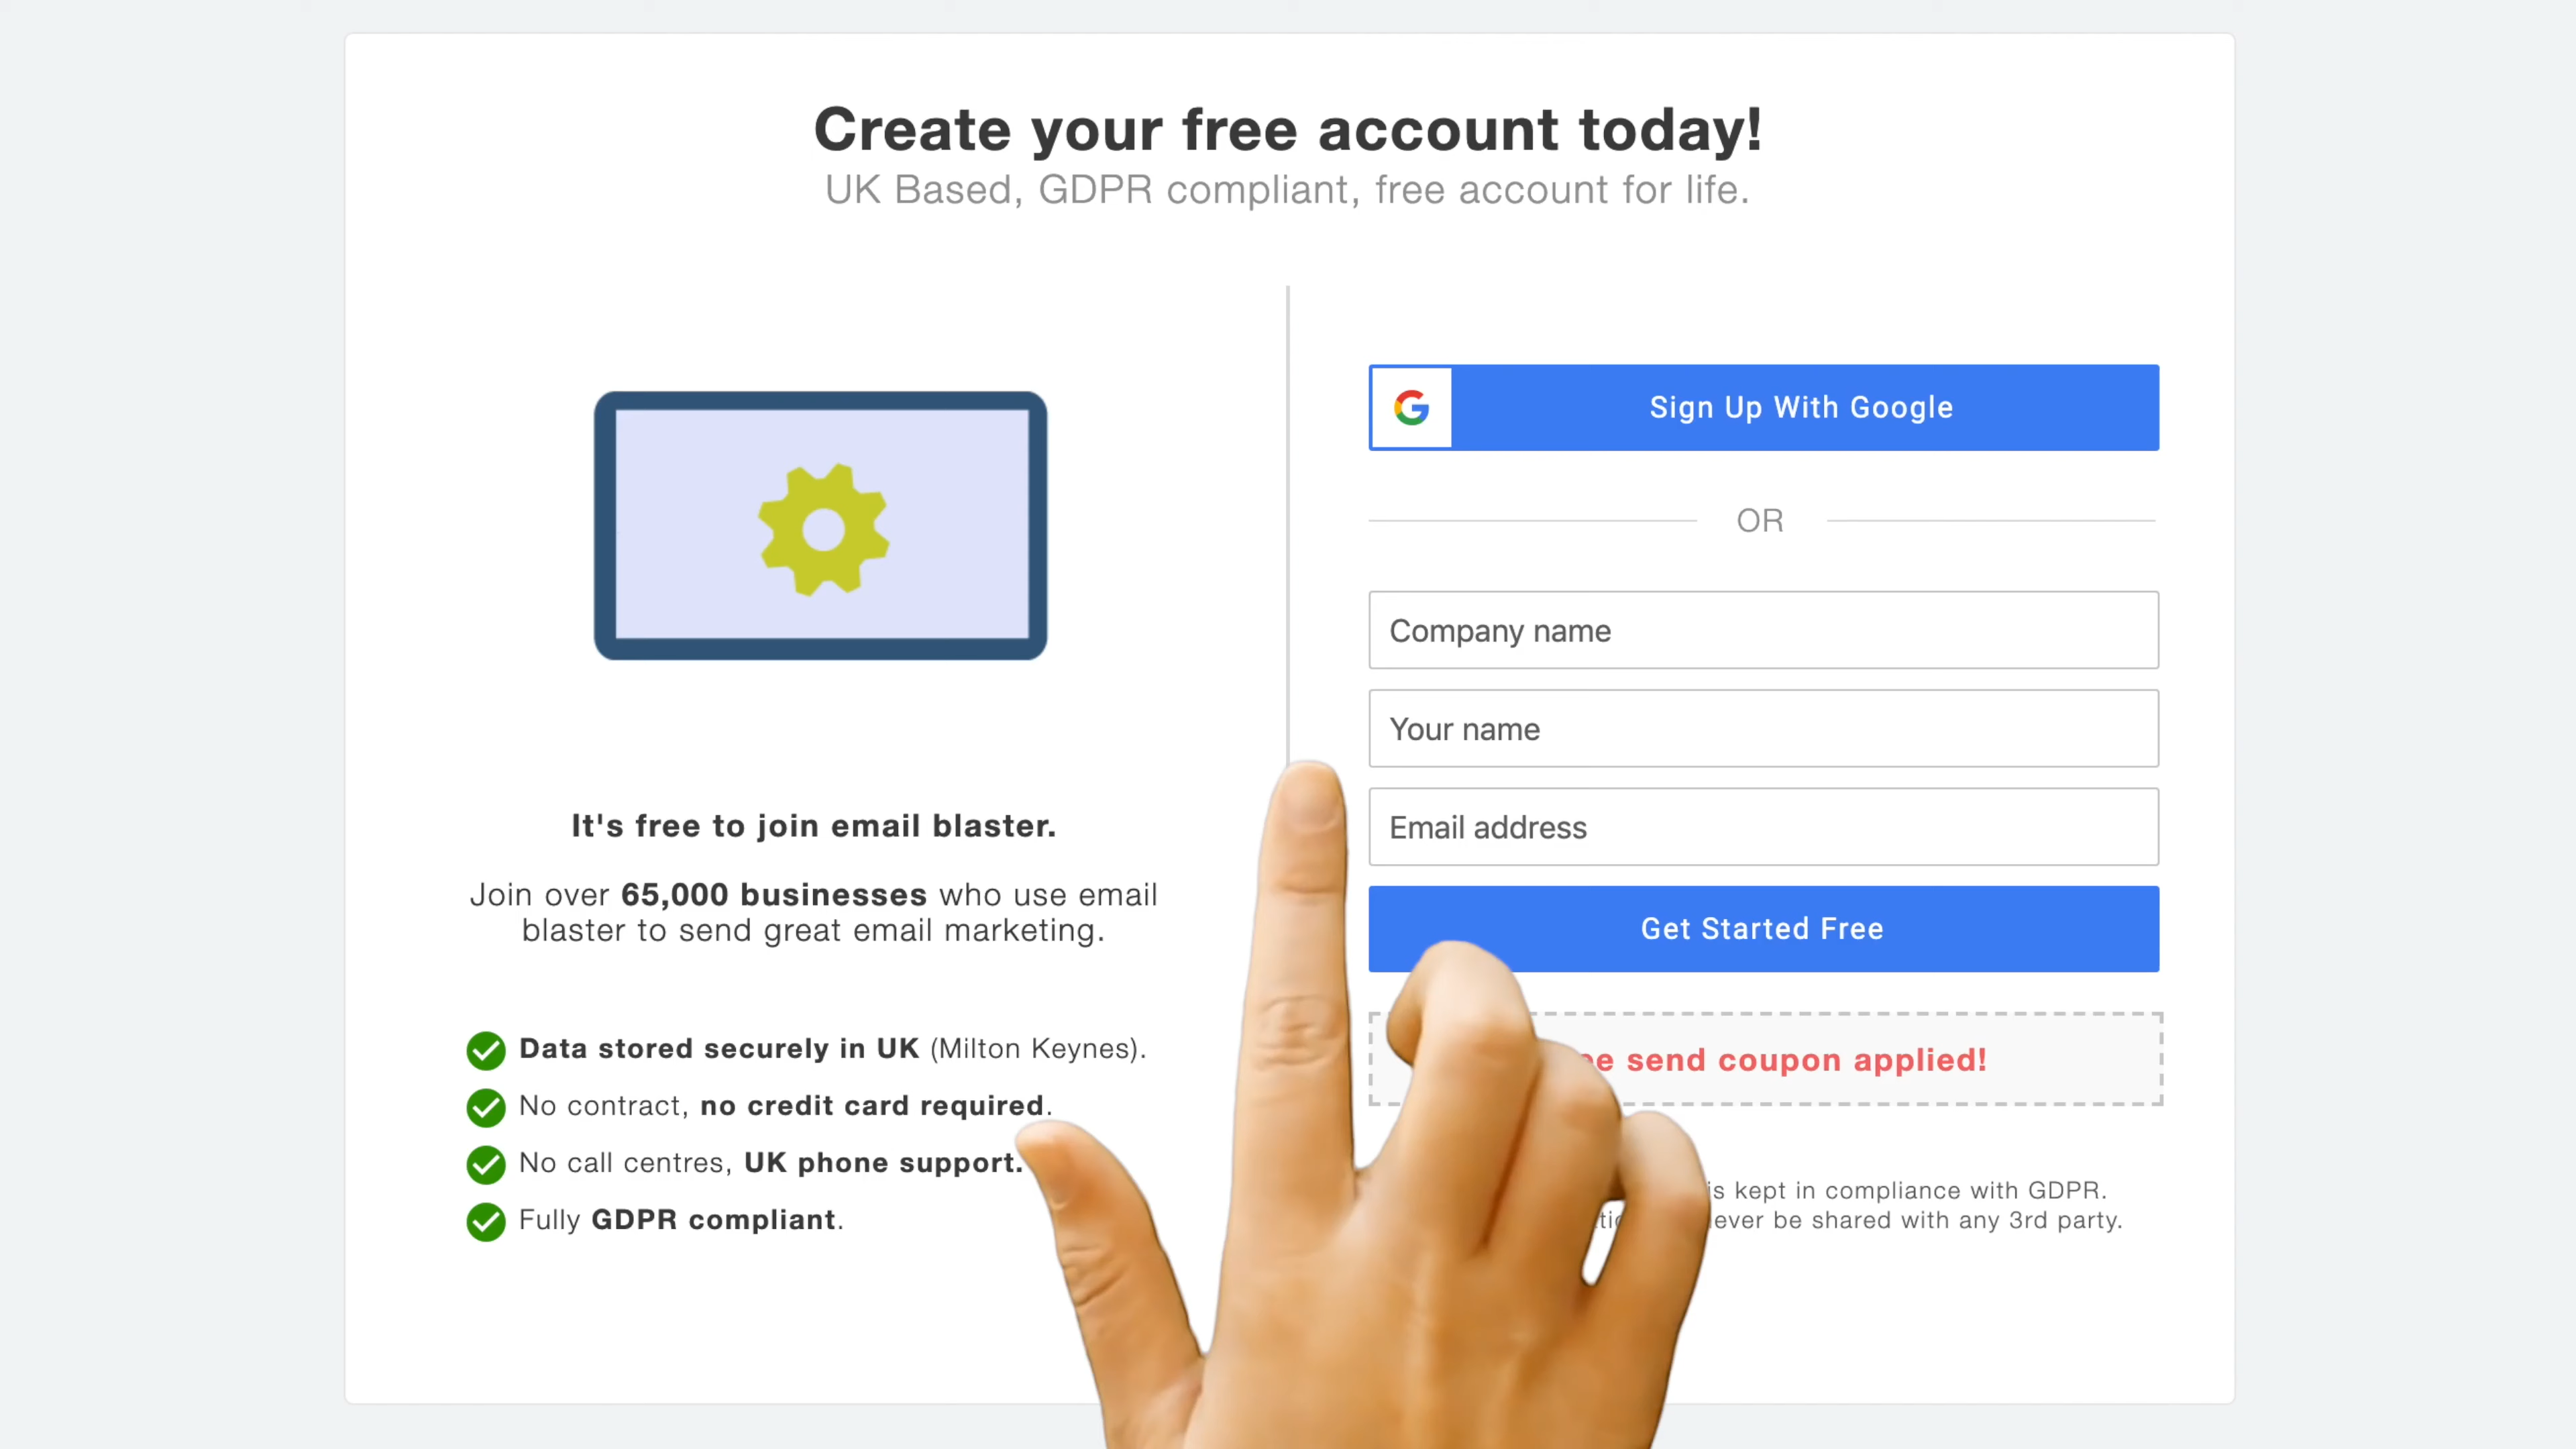 Create your free account today!
UK Based, GDPR compliant, free account for life.
It's free to join email blaster.
Join over 65,000 businesses who use email
blaster to send great email marketing.
Data stored securely in UK (Milton Keynes).
No contract, no credit card required.
No call centres, UK phone support.
Fully GDPR compliant.
Sign Up With Google
OR
Company name
Your name
Email address
Get Started Free
send coupon applied!
is kept in compliance with GDPR.
be shared with any 3rd party.